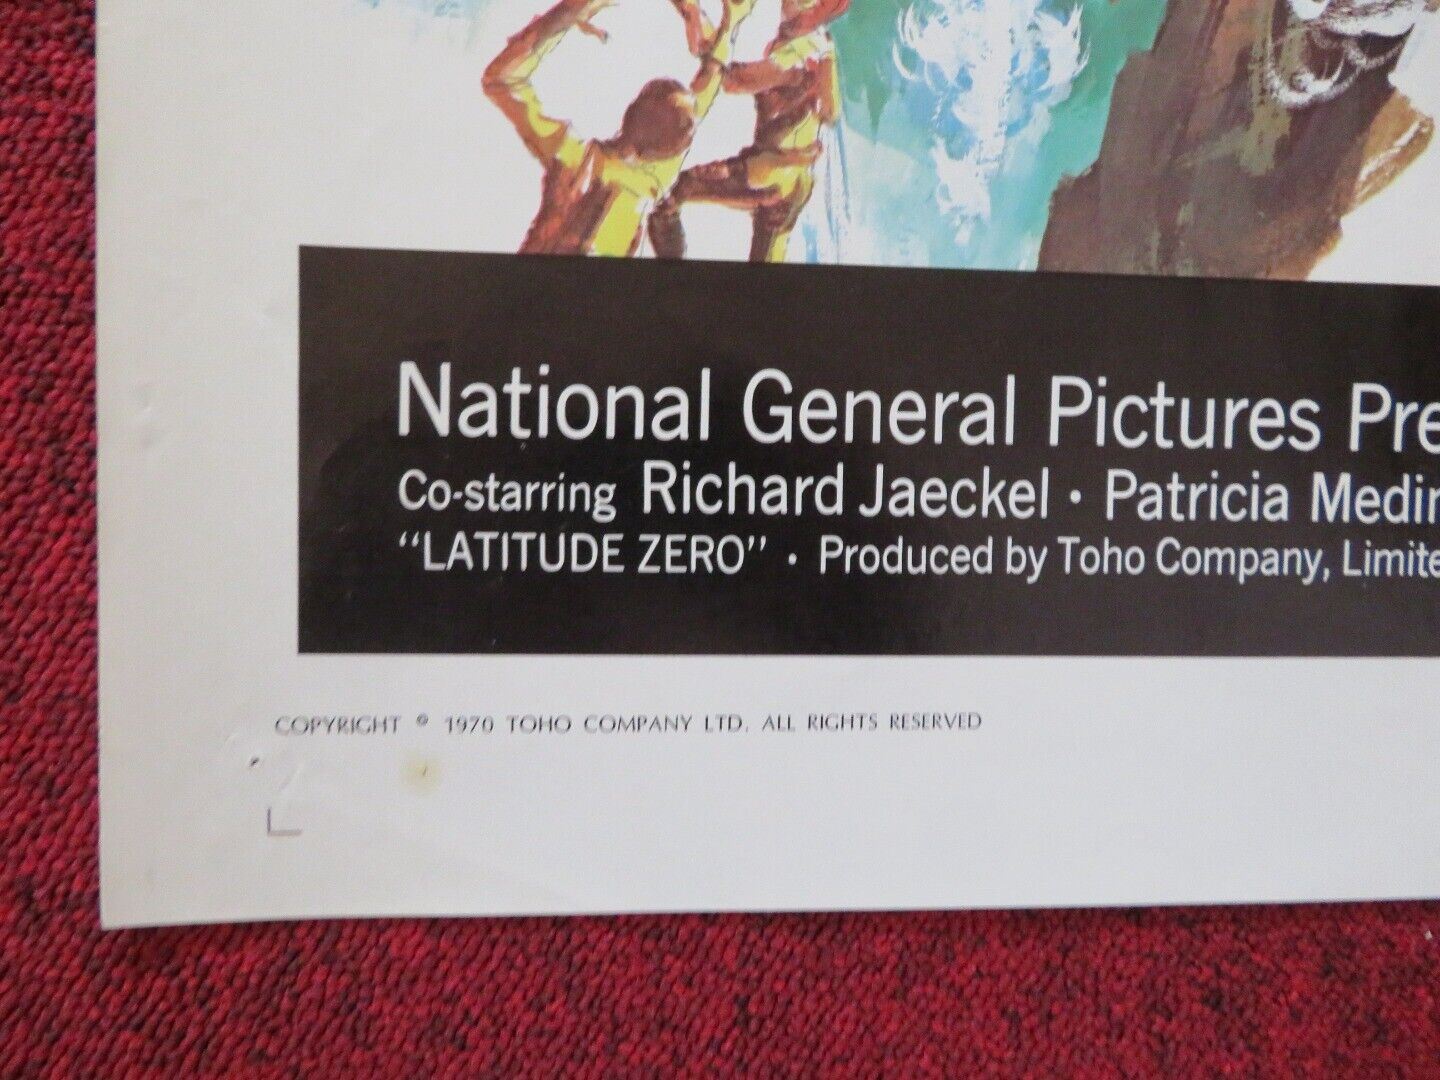 National General Pictures Pre
Co-starring Richard Jaeckel · Patricia Medin
“LATITUDE ZERO” · Produced by Toho Company, Limite
COPYRIGHT © 1970 TOHO COMPANY LTD. ALL RIGHTS RESERVED